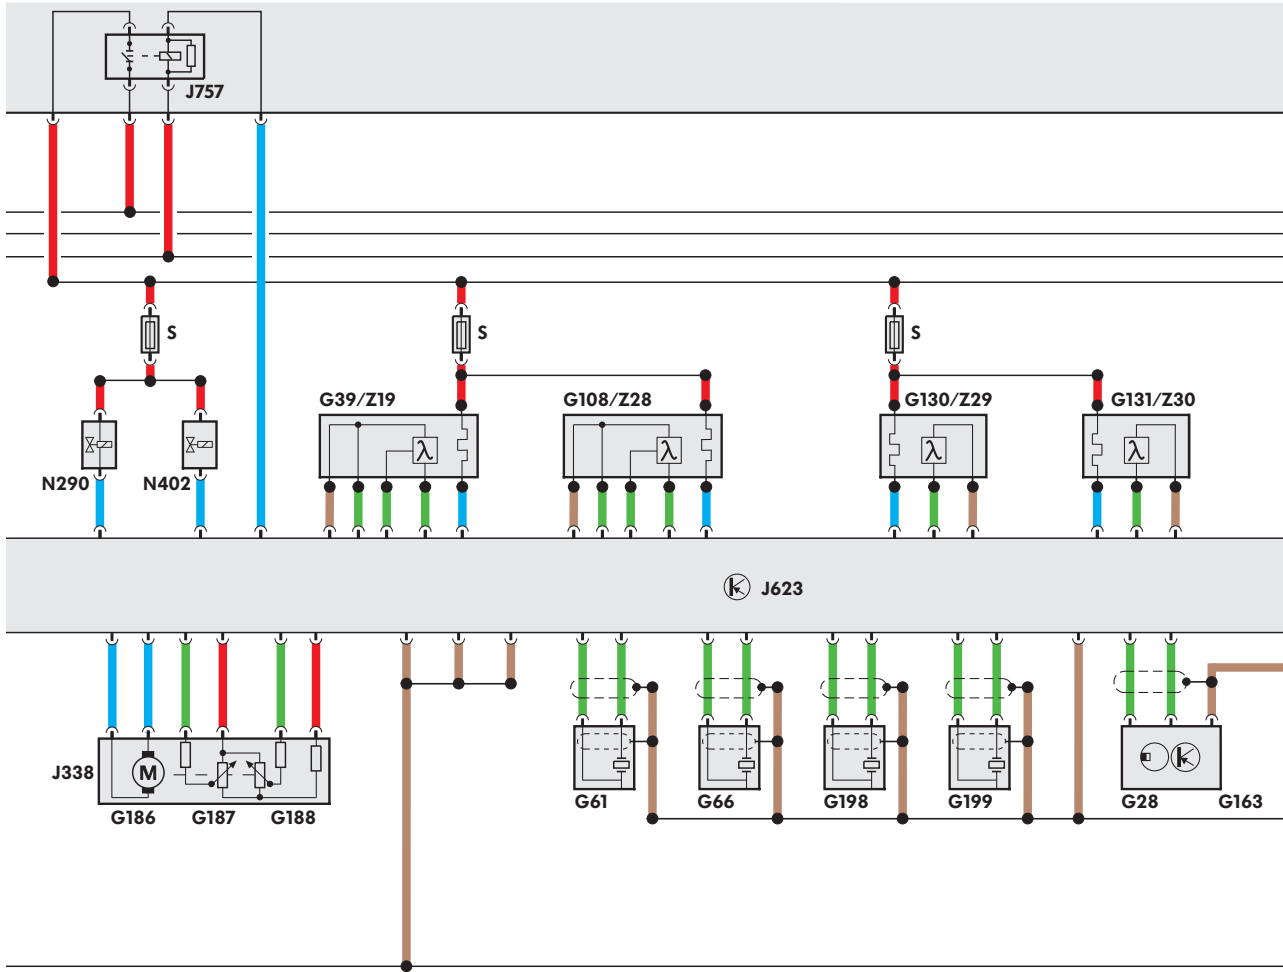 J757
S S S
G39/Z19 G108/Z28 G130/Z29 G131/Z30
λ λ λ λ
N290 N402
J623
J338 M
G186 G187 G188 G61 G66 G198 G199 G28 G163